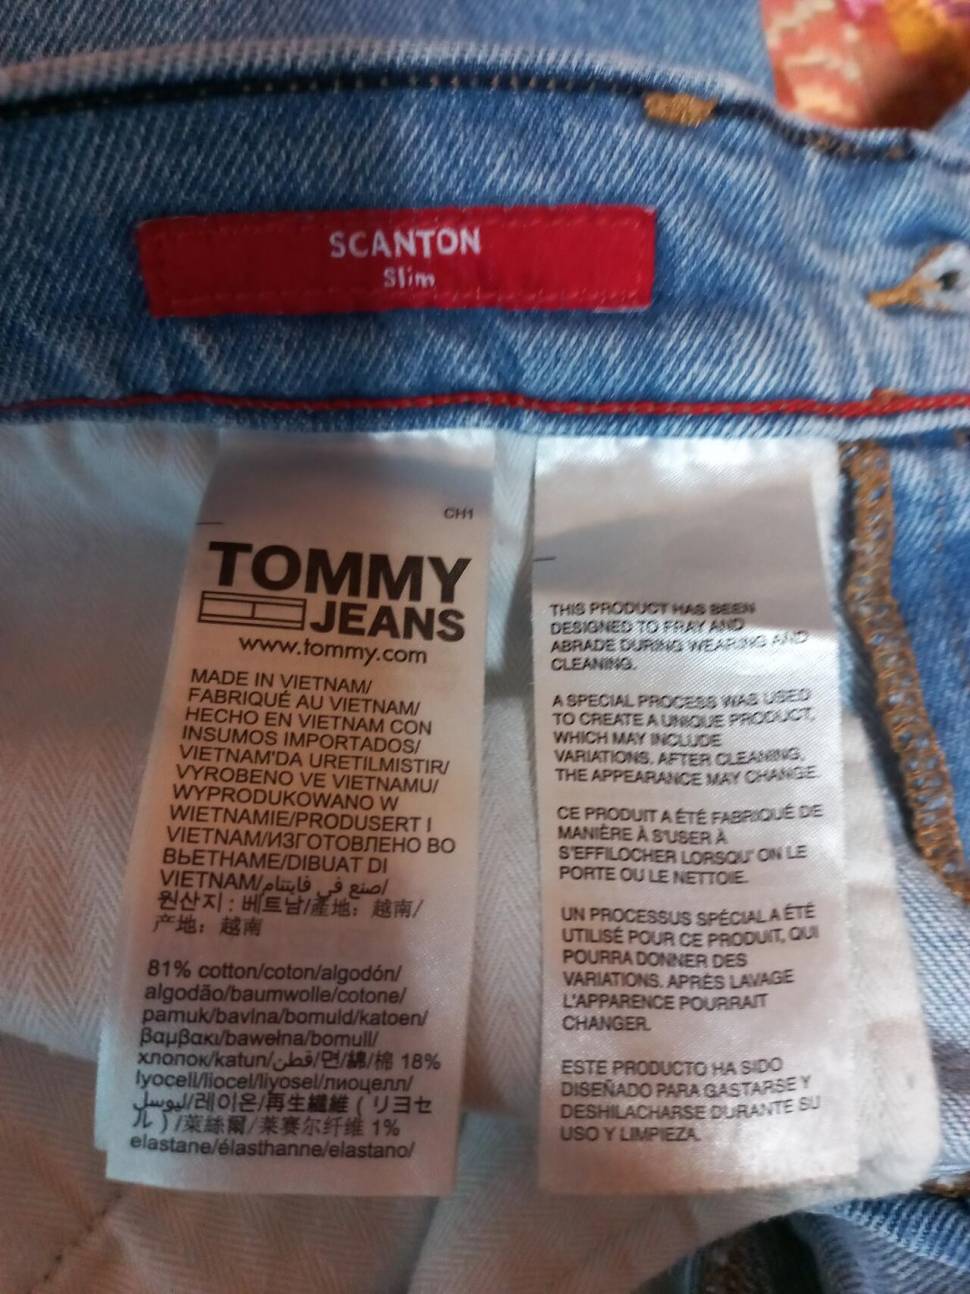 SCANTON
Slim
CH1
TOMMY
JEANS
www.tommy.com
MADE IN VIETNAM/
FABRIQUÉ AU VIETNAM/
HECHO EN VIETNAM CON
INSUMOS IMPORTADOS/
VIETNAM'DA URETILMISTIR/
VYROBENO VE VIETNAMU/
WYPRODUKOWANO W
WIETNAMIE/PRODUSERT I
VIETNAM/ИЗГОТОВЛЕНО ВО
ВЬЕТНАМЕ/DIBUAT DI
VIETNAM/صنع في فايتنام/
원산지 : 베트남/產地: 越南/
产地: 越南
81% cotton/coton/algodón/
algodão/baumwolle/cotone/
pamuk/bavlna/bomuld/katoen/
βαμβακι/bawełna/bomull/
хлопок/katun/قطن/면/綿/棉 18%
lyocell/liocel/liyosel/лиоцелл/
ليوسل/레이온/再生繊維 (リヨセ
ル)/萊絲爾/莱赛尔纤维 1%
elastane/élasthanne/elastano/
THIS PRODUCT HAS BEEN
DESIGNED TO FRAY AND
ABRADE DURING WEARING AND
CLEANING.
A SPECIAL PROCESS WAS USED
TO CREATE A UNIQUE PRODUCT,
WHICH MAY INCLUDE
VARIATIONS. AFTER CLEANING,
THE APPEARANCE MAY CHANGE.
CE PRODUIT A ÉTÉ FABRIQUÉ DE
MANIÈRE À S'USER À
S'EFFILOCHER LORSQU' ON LE
PORTE OU LE NETTOIE.
UN PROCESSUS SPÉCIAL A ÉTÉ
UTILISÉ POUR CE PRODUIT, QUI
POURRA DONNER DES
VARIATIONS. APRÈS LAVAGE
L'APPARENCE POURRAIT
CHANGER.
ESTE PRODUCTO HA SIDO
DISEÑADO PARA GASTARSE Y
DESHILACHARSE DURANTE SU
USO Y LIMPIEZA.